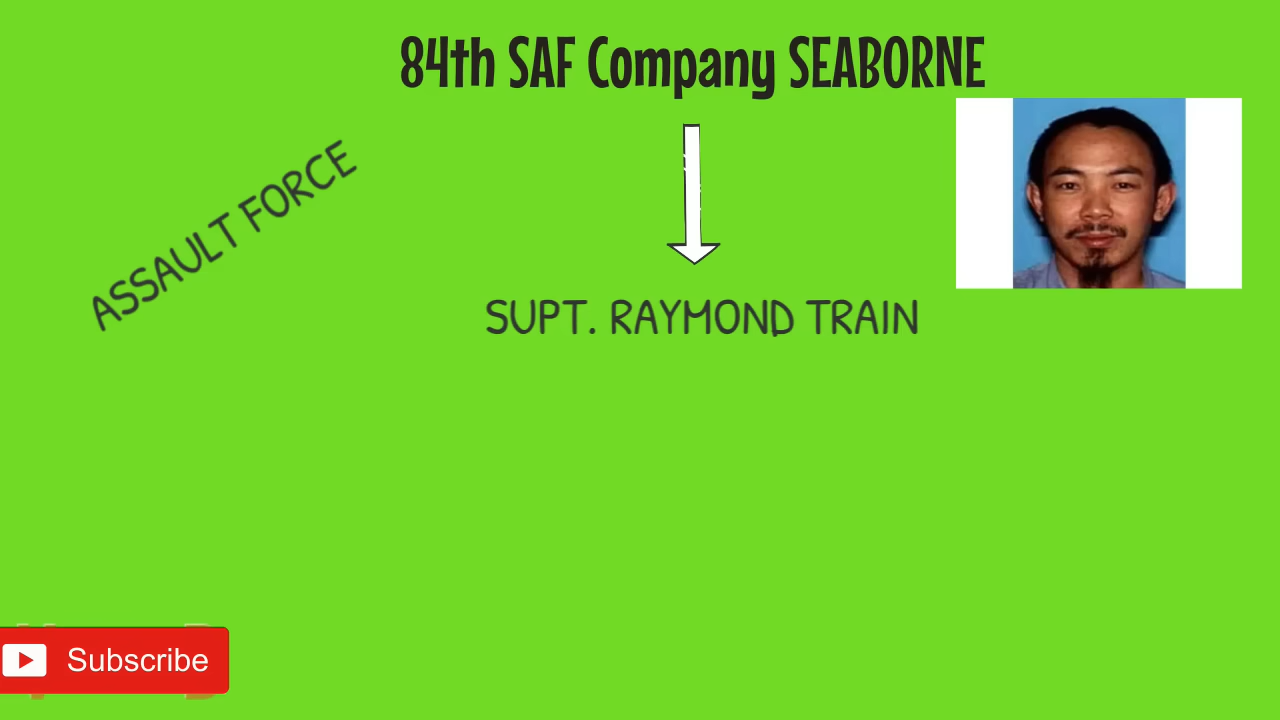 84th SAF Company SEABORNE
ASSAULT FORCE
SUPT. RAYMOND TRAIN
Subscribe